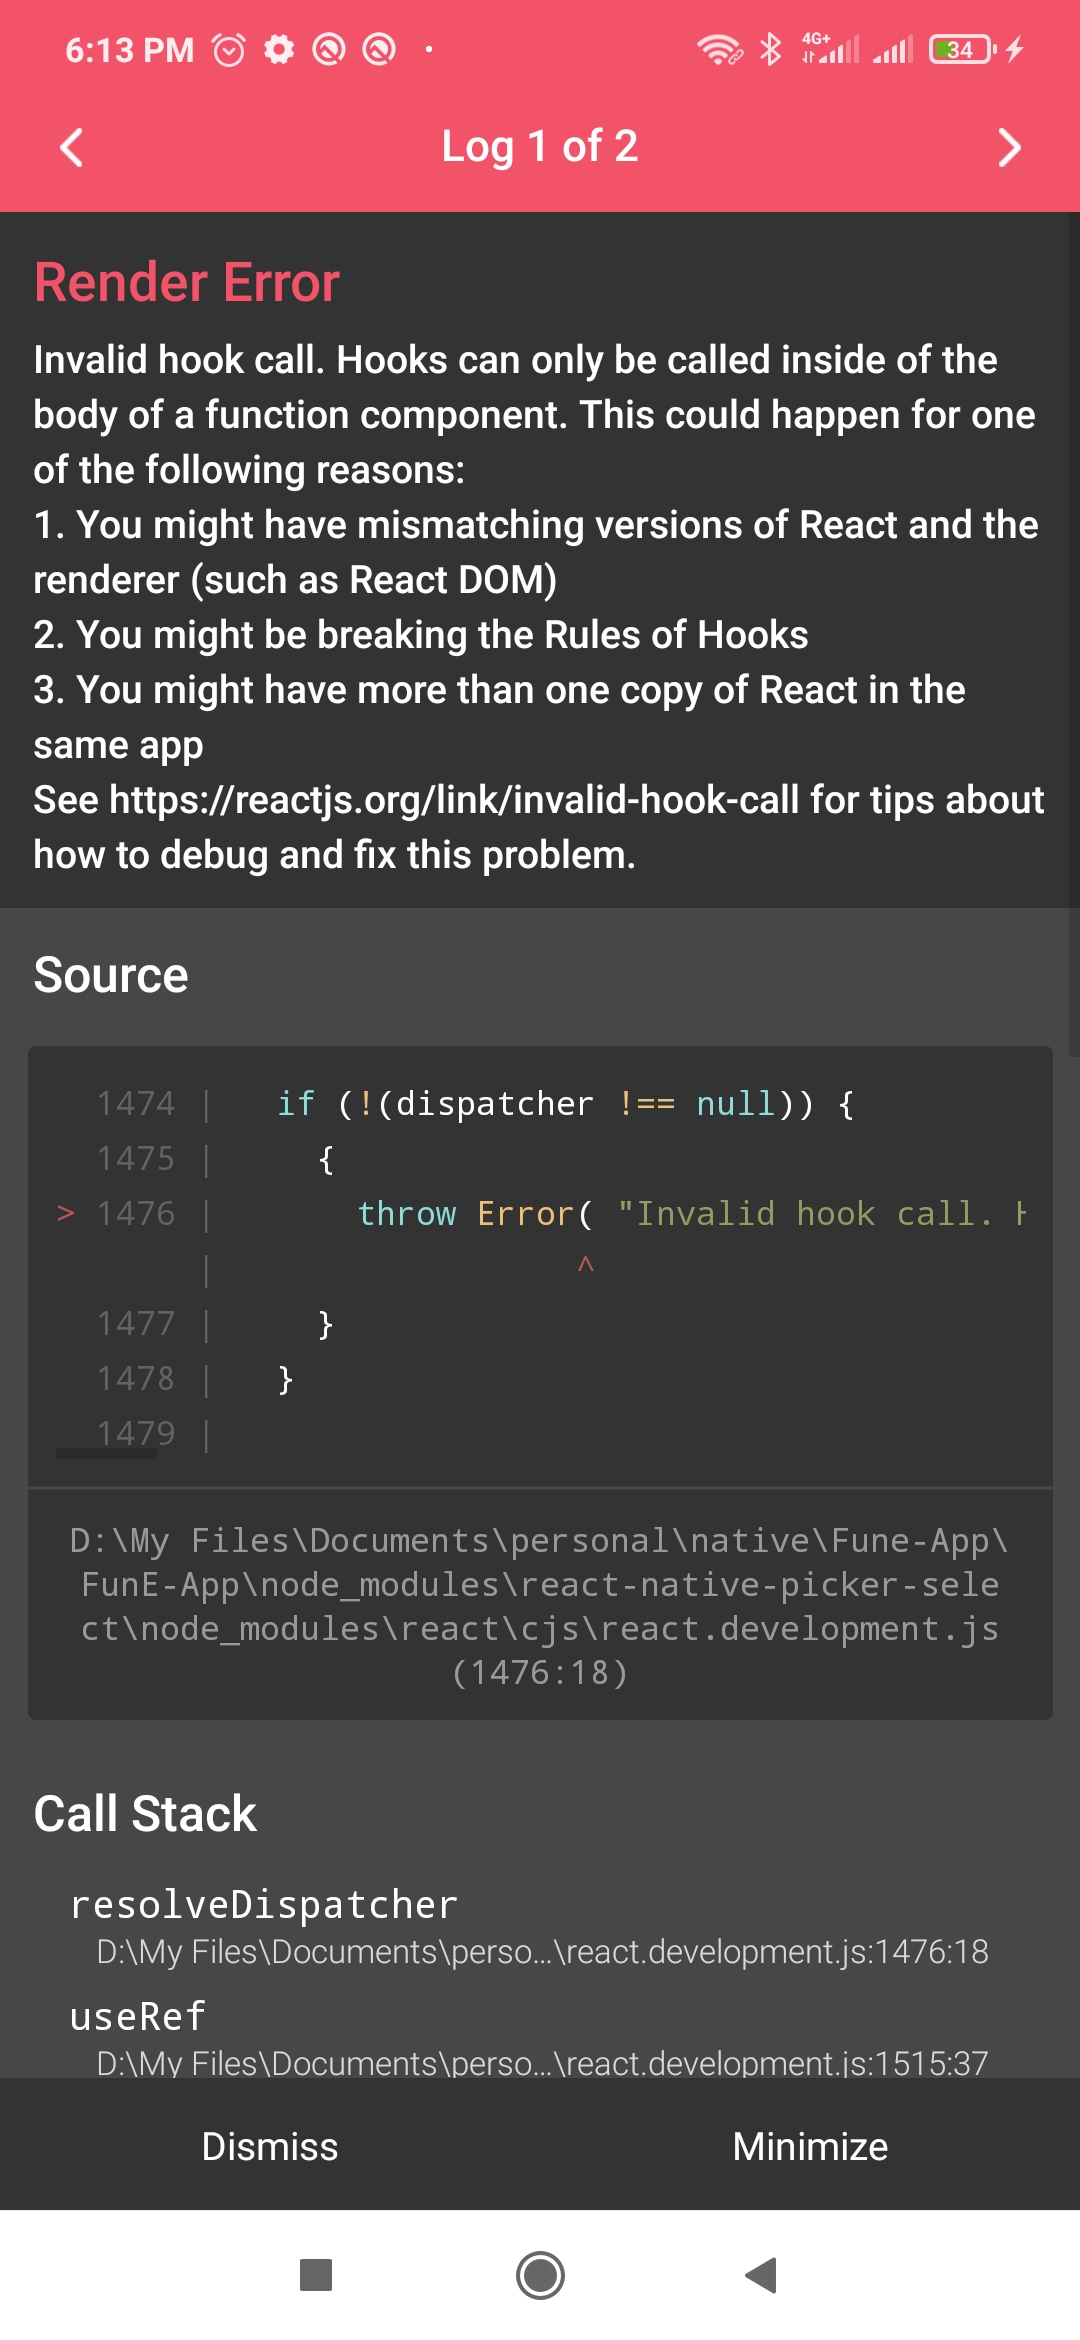 6:13 PM
4G+
34
Log 1 of 2
Render Error
Invalid hook call. Hooks can only be called inside of the
body of a function component. This could happen for one
of the following reasons:
1. You might have mismatching versions of React and the
renderer (such as React DOM)
2. You might be breaking the Rules of Hooks
3. You might have more than one copy of React in the
same app
See https://reactjs.org/link/invalid-hook-call for tips about
how to debug and fix this problem.
Source
1474 | if (!(dispatcher !== null)) {
1475 | {
> 1476 | throw Error( "Invalid hook call.
| ^
1477 | }
1478 | }
1479 |
D:\My Files\Documents\personal\native\Fune-App\
FunE-App\node_modules\react-native-picker-sele
ct\node_modules\react\cjs\react.development.js
(1476:18)
Call Stack
resolveDispatcher
D:\My Files\Documents\perso...\react.development.js:1476:18
useRef
D:\My Files\Documents\perso...\react.development.js:1515:37
Dismiss
Minimize